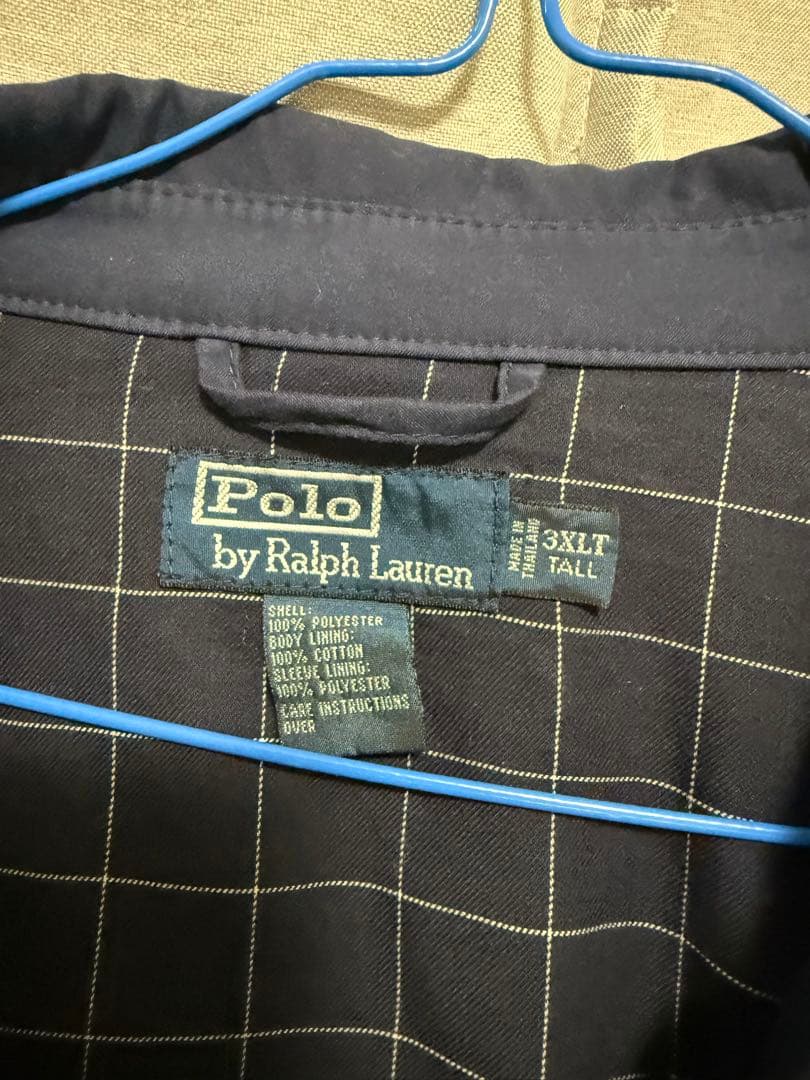 Polo
by Ralph Lauren
MADE IN
THAILAND
3XLT
TALL
SHELL:
100% POLYESTER
BODY LINING:
100% COTTON
SLEEVE LINING:
100% POLYESTER
CARE INSTRUCTIONS
OVER